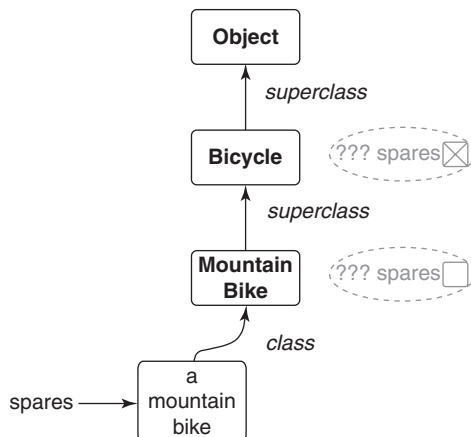 Object
superclass
Bicycle
??? spares
superclass
Mountain
Bike
??? spares
class
spares
a
mountain
bike